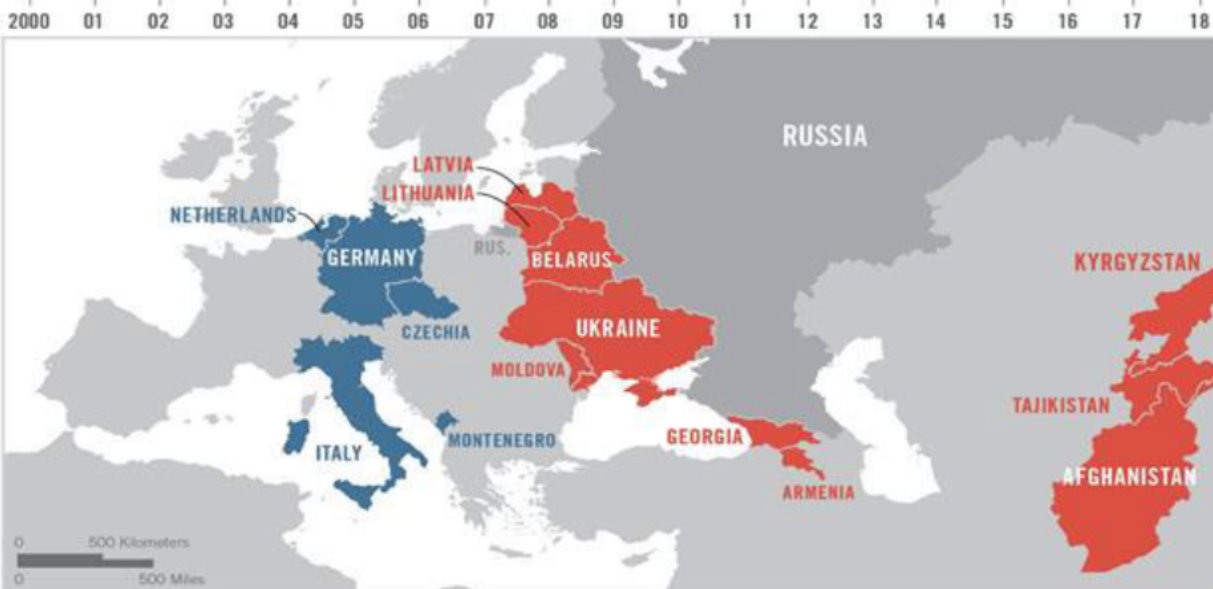 2000 01 02 03 04 05 06 07 08 09 10 11 12 13 14 15 16 17 18
RUSSIA
LATVIA
LITHUANIA
NETHERLANDS
RUS.
GERMANY
BELARUS
KYRGYZSTAN
CZECHIA
UKRAINE
MOLDOVA
TAJIKISTAN
MONTENEGRO
GEORGIA
ITALY
AFGHANISTAN
ARMENIA
0 500 Kilometers
0 500 Miles